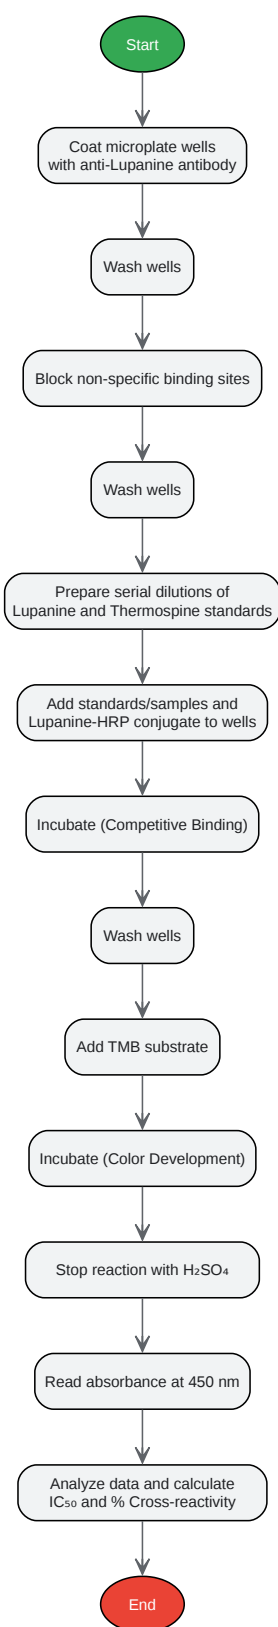 Start
Coat microplate wells
with anti-Lupanine antibody
Wash wells
Block non-specific binding sites
Wash wells
Prepare serial dilutions of
Lupanine and Thermospine standards
Add standards/samples and
Lupanine-HRP conjugate to wells
Incubate (Competitive Binding)
Wash wells
Add TMB substrate
Incubate (Color Development)
Stop reaction with H₂SO₄
Read absorbance at 450 nm
Analyze data and calculate
IC₅₀ and % Cross-reactivity
End